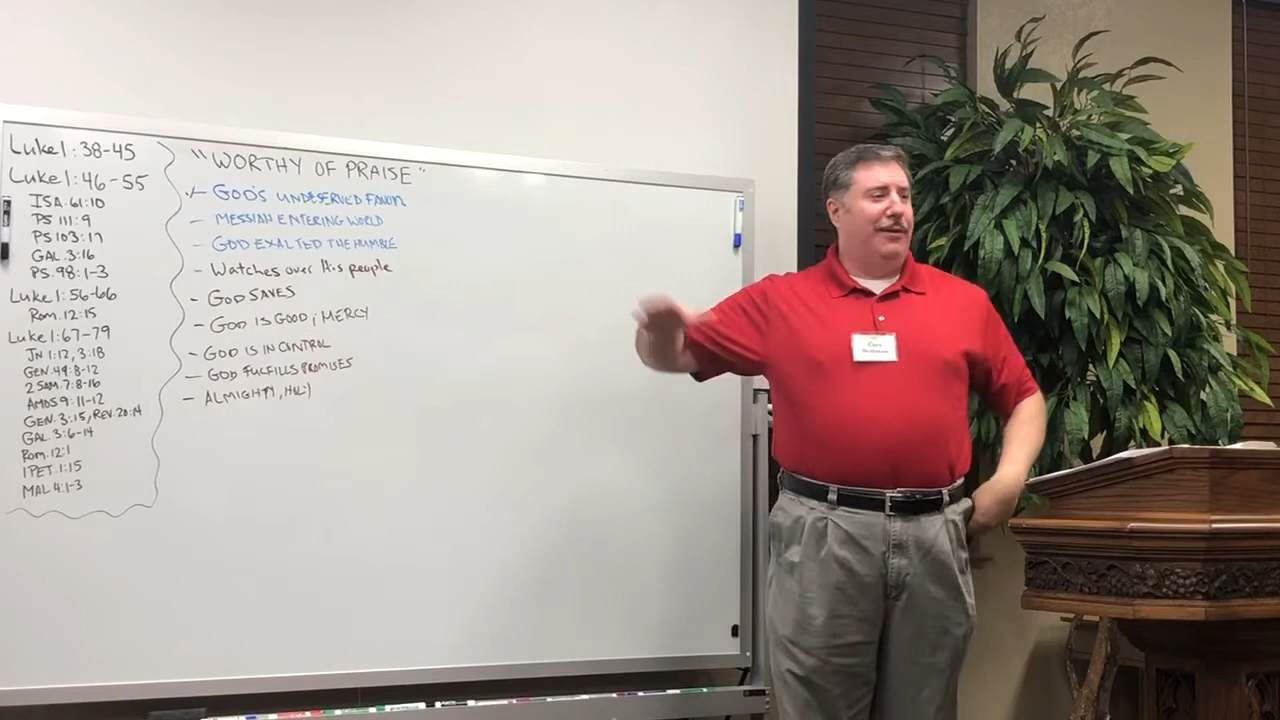 Luke 1:38-45
Luke 1:46-55
ISA. 61:10
PS 111:9
PS 103:17
GAL. 3:16
PS. 98:1-3
Luke 1:56-66
Rom. 12:15
Luke 1:67-79
JN 1:12, 3:18
GEN. 49:8-12
2 SAM. 7:8-16
AMOS 9:11-12
GEN. 3:15, REV. 20:14
GAL. 3:6-14
Rom. 12:1
1 PET. 1:15
MAL 4:1-3
"WORTHY OF PRAISE"
- GOD'S UNDESERVED FAVOR
- MESSIAH ENTERING WORLD
- GOD EXALTED THE HUMBLE
- Watches over His people
- GOD SAVES
- GOD IS GOOD, MERCY
- GOD IS IN CONTROL
- GOD FULFILLS PROMISES
- ALMIGHTY, HOLY